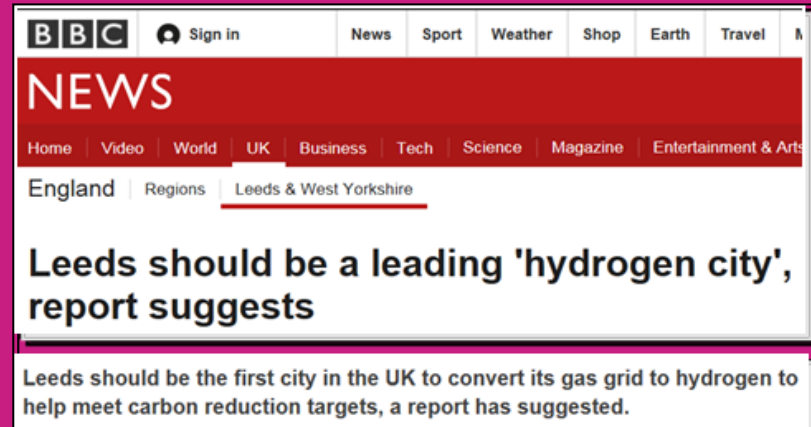 BBC Sign in News Sport Weather Shop Earth Travel
NEWS
Home Video World UK Business Tech Science Magazine Entertainment & Arts
England Regions Leeds & West Yorkshire
Leeds should be a leading 'hydrogen city',
report suggests
Leeds should be the first city in the UK to convert its gas grid to hydrogen to
help meet carbon reduction targets, a report has suggested.